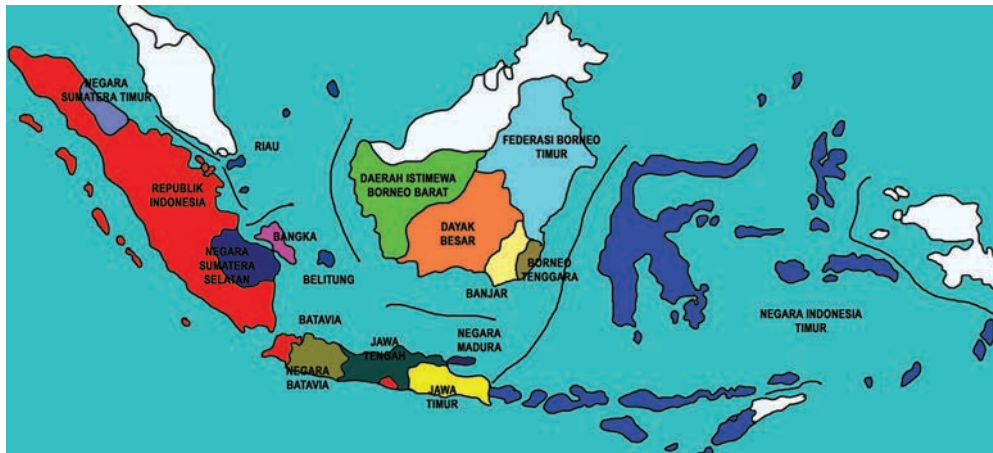 NEGARA
SUMATERA TIMUR
RIAU
REPUBLIK
INDONESIA
NEGARA
SUMATERA
SELATAN
BANGKA
BELITUNG
DAERAH ISTIMEWA
BORNEO BARAT
FEDERASI BORNEO
TIMUR
DAYAK
BESAR
BANJAR
BORNEO
TENGGARA
BATAVIA
NEGARA
BATAVIA
JAWA
TENGAH
NEGARA
MADURA
JAWA
TIMUR
NEGARA INDONESIA
TIMUR